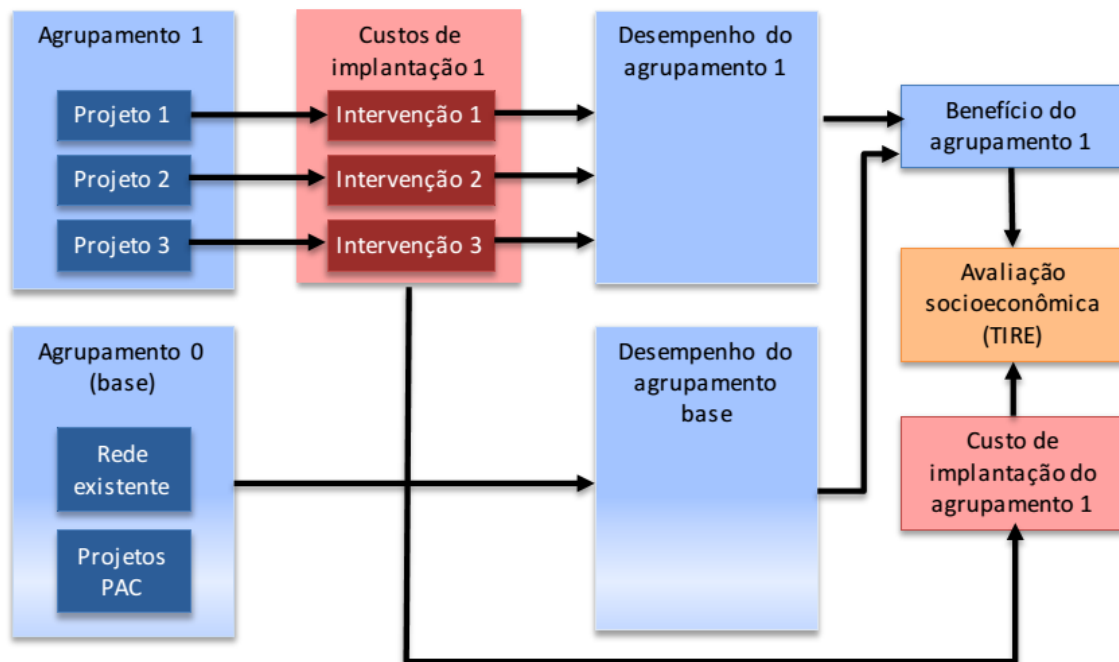 Agrupamento 1
Projeto 1
Projeto 2
Projeto 3
Custos de
implantação 1
Intervenção 1
Intervenção 2
Intervenção 3
Desempenho do
agrupamento 1
Benefício do
agrupamento 1
Avaliação
socioeconômica
(TIRE)
Agrupamento 0
(base)
Rede
existente
Projetos
PAC
Desempenho do
agrupamento
base
Custo de
implantação do
agrupamento 1